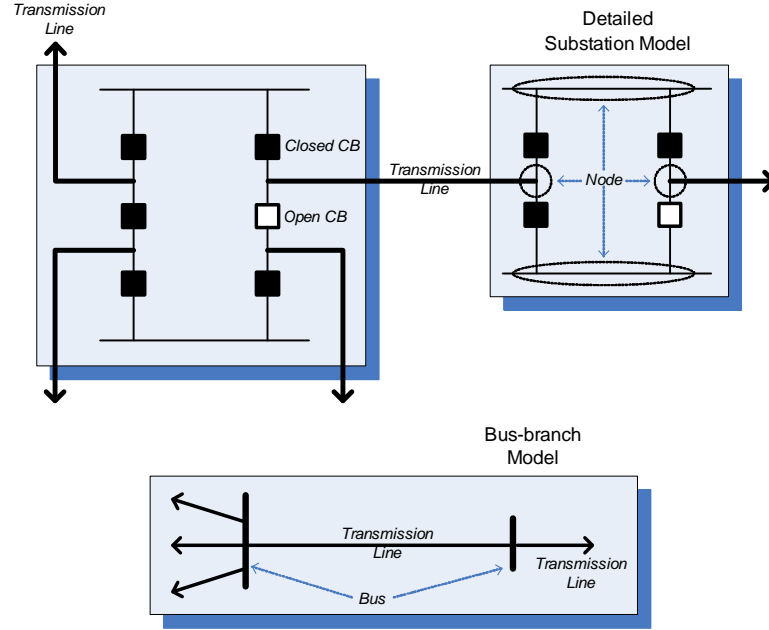 Transmission
Line
Detailed
Substation Model
Closed CB
Transmission
Line
Node
Open CB
Bus-branch
Model
Transmission
Line
Transmission
Line
Bus